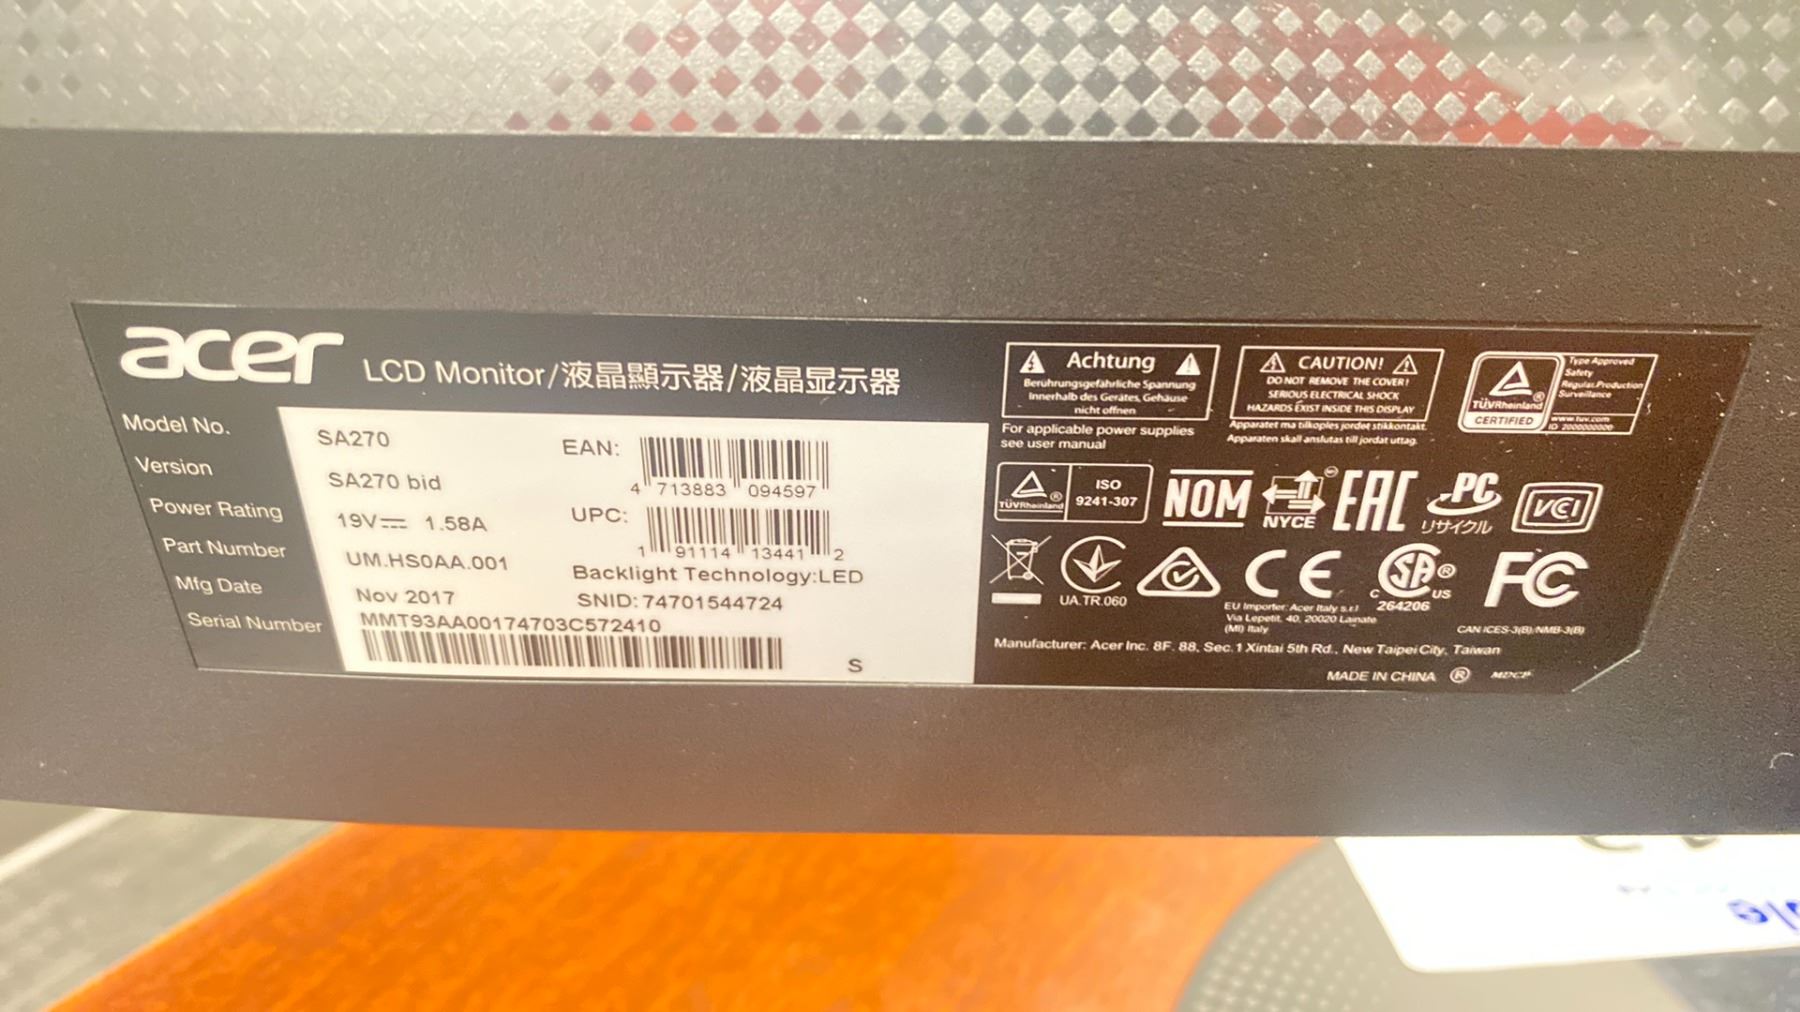 acer LCD Monitor/液晶顯示器/液晶显示器
Model No. SA270
Version SA270 bid
Power Rating 19V⎓ 1.58A
Part Number UM.HS0AA.001
Mfg Date Nov 2017
Serial Number MMT93AA00174703C572410
EAN:
4 713883 094597
UPC:
1 91114 13441 2
Backlight Technology:LED
SNID:74701544724
S
Achtung
Berührungsgefährliche Spannung
Innerhalb des Gerätes, Gehäuse
nicht öffnen
For applicable power supplies
see user manual
CAUTION!
DO NOT REMOVE THE COVER!
SERIOUS ELECTRICAL SHOCK
HAZARDS EXIST INSIDE THIS DISPLAY
Apparatet må tilkoples jordet stikkontakt.
Apparaten skall anslutas till jordat uttag.
TÜVRheinland
CERTIFIED
Type Approved
Safety
Regular Production
Surveillance
www.tuv.com
ID 2000000000
TÜVRheinland
ISO
9241-307
NOM
NYCE
EAC
PC
リサイクル
VCCI
UA.TR.060
CE
EU Importer: Acer Italy s.r.l
Via Lepetit, 40, 20020 Lainate
(MI) Italy
SA
C US
264206
FC
CAN ICES-3(B)/NMB-3(B)
Manufacturer: Acer Inc. 8F, 88, Sec.1 Xintai 5th Rd., New Taipei City, Taiwan
MADE IN CHINA ® MDCP